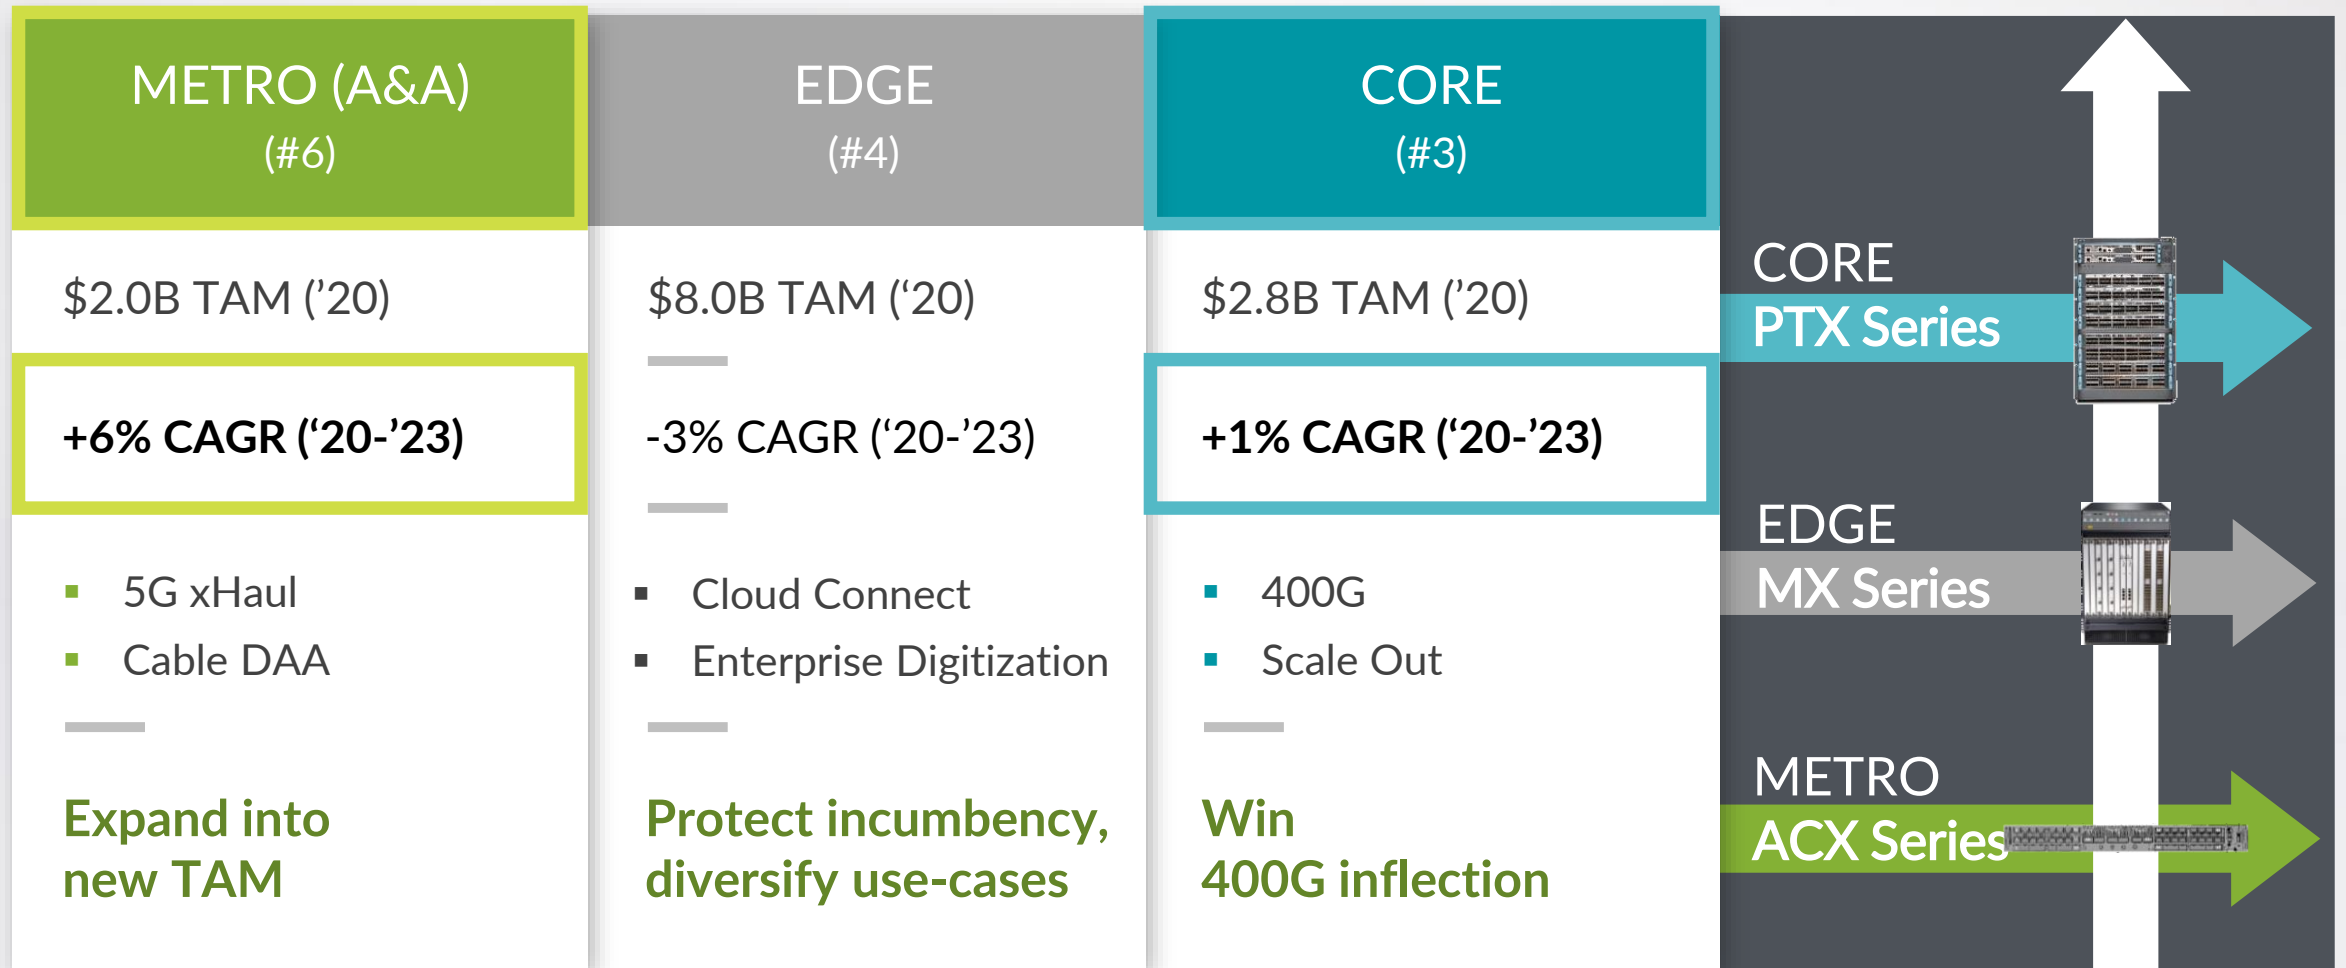 METRO (A&A)
(#6)
$2.0B TAM (’20)
+6% CAGR (‘20-’23)
5G xHaul
Cable DAA
Expand into
new TAM
EDGE
(#4)
$8.0B TAM (‘20)
-3% CAGR (‘20-’23)
Cloud Connect
Enterprise Digitization
Protect incumbency,
diversify use-cases
CORE
(#3)
$2.8B TAM (’20)
+1% CAGR (‘20-’23)
400G
Scale Out
Win
400G inflection
CORE
PTX Series
EDGE
MX Series
METRO
ACX Series